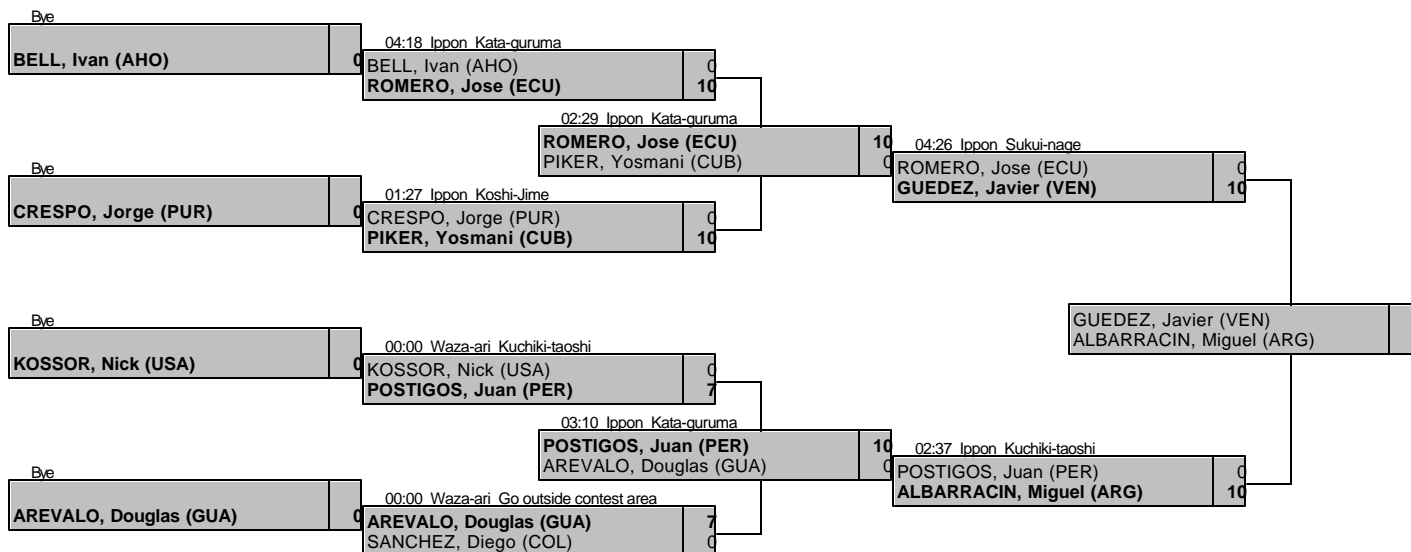 Bye
BELL, Ivan (AHO) 0
04:18 Ippon Kata-guruma
BELL, Ivan (AHO) 0
ROMERO, Jose (ECU) 10
02:29 Ippon Kata-guruma
ROMERO, Jose (ECU) 10
PIKER, Yosmani (CUB) 0
04:26 Ippon Sukui-nage
ROMERO, Jose (ECU) 0
GUEDEZ, Javier (VEN) 10
Bye
CRESPO, Jorge (PUR) 0
01:27 Ippon Koshi-Jime
CRESPO, Jorge (PUR) 0
PIKER, Yosmani (CUB) 10
GUEDEZ, Javier (VEN)
ALBARRACIN, Miguel (ARG)
Bye
KOSSOR, Nick (USA) 0
00:00 Waza-ari Kuchiki-taoshi
KOSSOR, Nick (USA) 0
POSTIGOS, Juan (PER) 7
03:10 Ippon Kata-guruma
POSTIGOS, Juan (PER) 10
AREVALO, Douglas (GUA) 0
02:37 Ippon Kuchiki-taoshi
POSTIGOS, Juan (PER) 0
ALBARRACIN, Miguel (ARG) 10
Bye
AREVALO, Douglas (GUA) 0
00:00 Waza-ari Go outside contest area
AREVALO, Douglas (GUA) 7
SANCHEZ, Diego (COL) 0